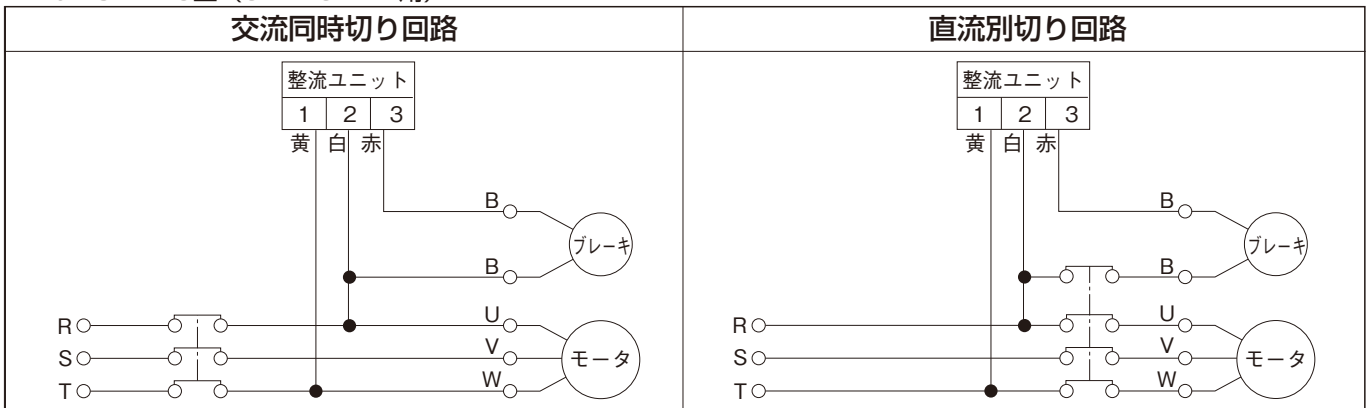 交流同時切り回路
直流別切り回路
整流ユニット
1 2 3
黄 白 赤
B
ブレーキ
B
R
U
S
V
モータ
T
W
整流ユニット
1 2 3
黄 白 赤
B
ブレーキ
B
R
U
S
V
モータ
T
W